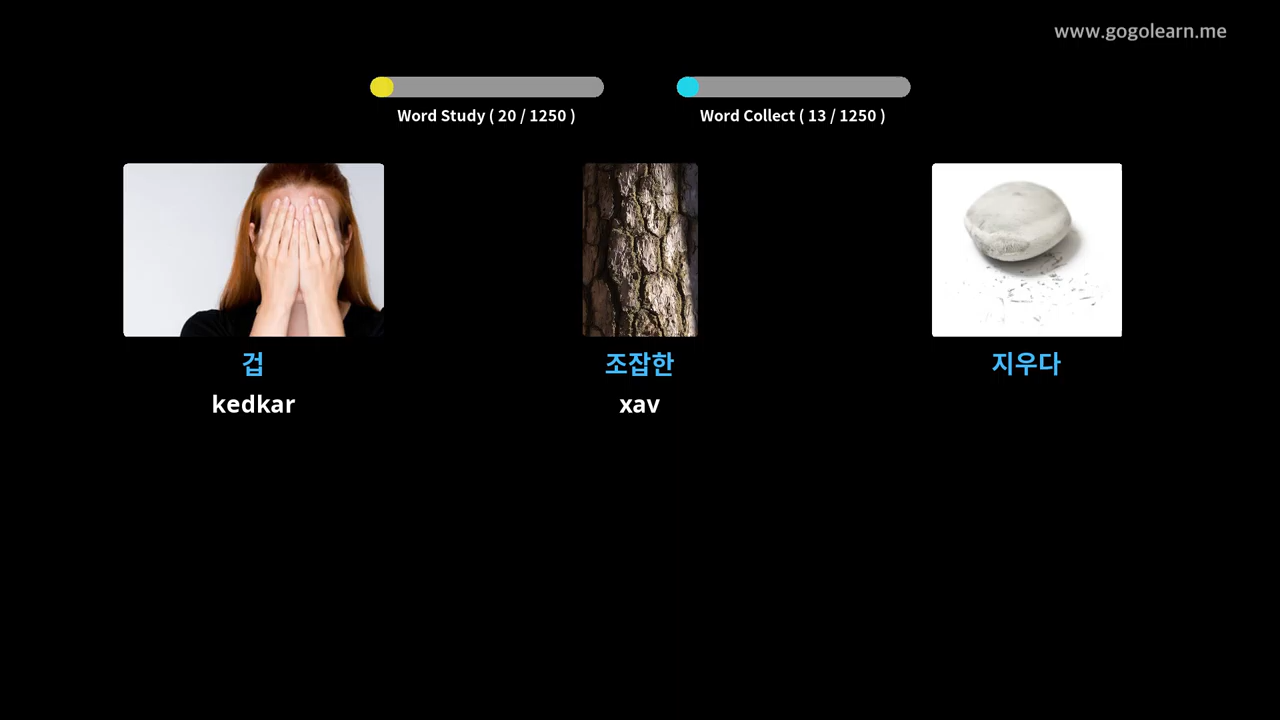 www.gogolearn.me
Word Study ( 20 / 1250 )
Word Collect ( 13 / 1250 )
겁
조잡한
지우다
kedkar
xav